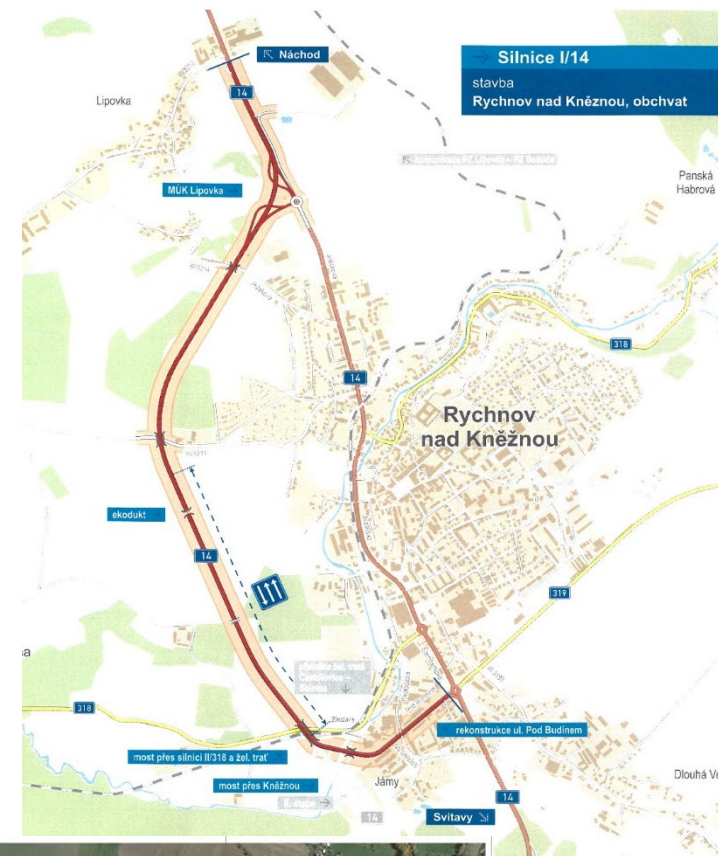 Náchod
Silnice I/14
stavba
Rychnov nad Kněznou, obchvat
14
Lipovka
Panská
Habrová
MÚK Lipovka
318
14
Rychnov
nad Kněžnou
ekodukt
14
319
318
rekonstrukce ul. Pod Budínem
most přes silnici II/318 a žel. trať
most přes Kněžnou
Jámy
14
Dlouhá Ve
14
Svitavy